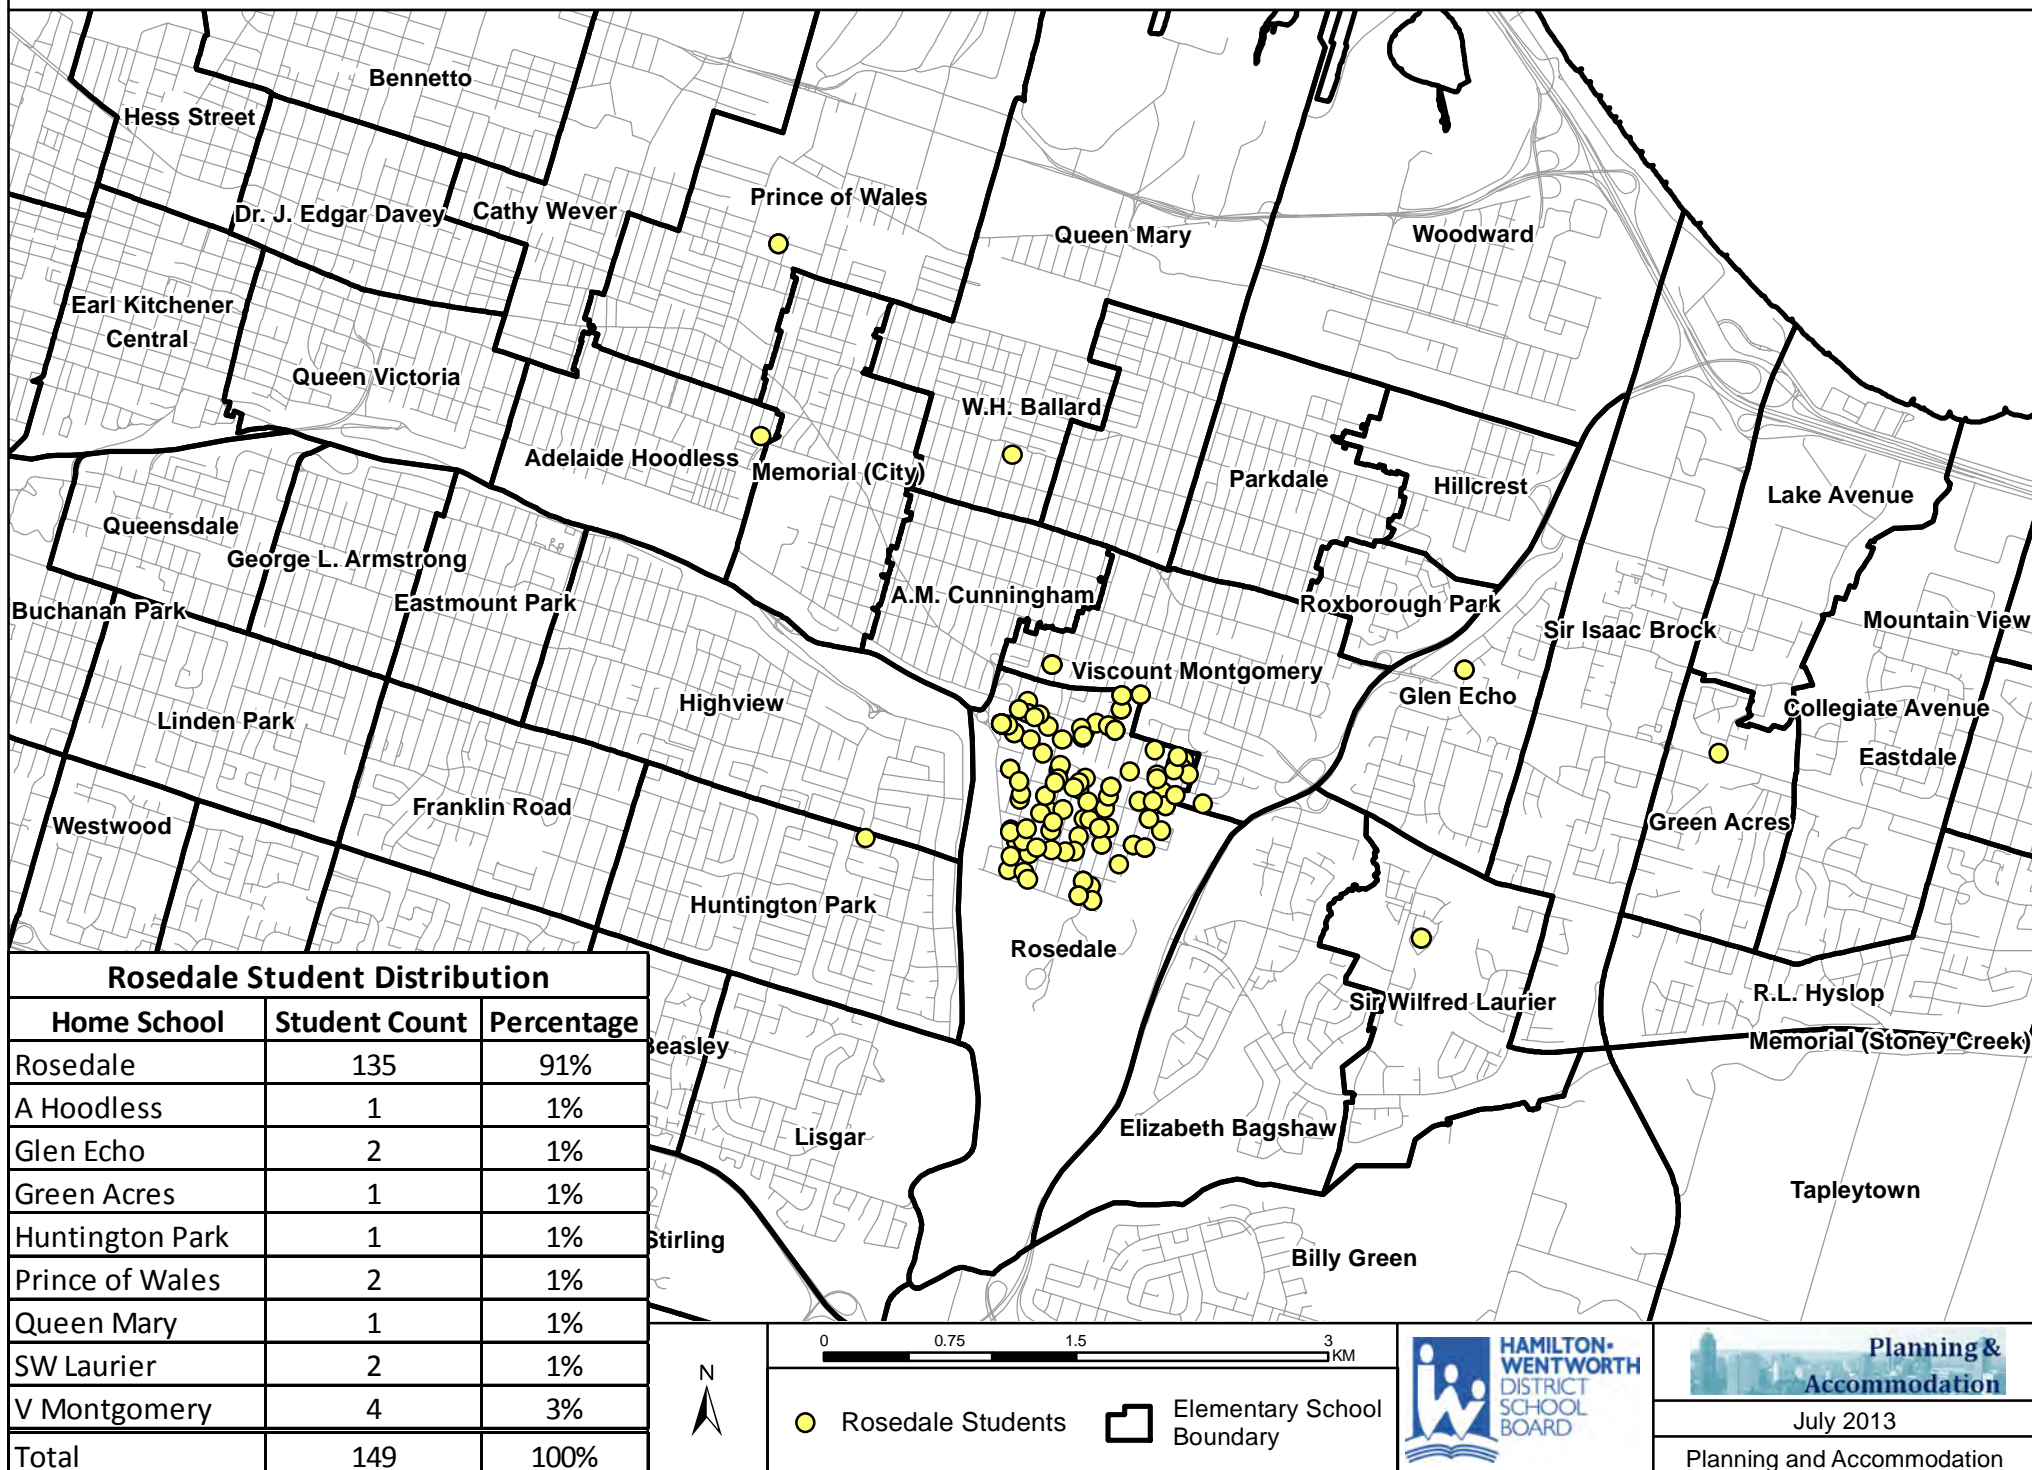 Bennetto
Hess Street
Prince of Wales
Dr. J. Edgar Davey
Cathy Wever
Queen Mary
Woodward
Earl Kitchener
Central
Queen Victoria
W.H. Ballard
Adelaide Hoodless
Memorial (City)
Parkdale
Hillcrest
Lake Avenue
Queensdale
George L. Armstrong
Eastmount Park
A.M. Cunningham
Roxborough Park
Buchanan Park
Mountain View
Sir Isaac Brock
Viscount Montgomery
Glen Echo
Highview
Linden Park
Collegiate Avenue
Eastdale
Franklin Road
Westwood
Green Acres
Huntington Park
Rosedale
Sir Wilfred Laurier
R.L. Hyslop
Memorial (Stoney Creek)
Beasley
Lisgar
Elizabeth Bagshaw
Tapleytown
Stirling
Billy Green
Rosedale Student Distribution
Home School Student Count Percentage
Rosedale 135 91%
A Hoodless 1 1%
Glen Echo 2 1%
Green Acres 1 1%
Huntington Park 1 1%
Prince of Wales 2 1%
Queen Mary 1 1%
SW Laurier 2 1%
V Montgomery 4 3%
Total 149 100%
N
0 0.75 1.5 3
KM
Rosedale Students
Elementary School
Boundary
HAMILTON-
WENTWORTH
DISTRICT
SCHOOL
BOARD
Planning &
Accommodation
July 2013
Planning and Accommodation